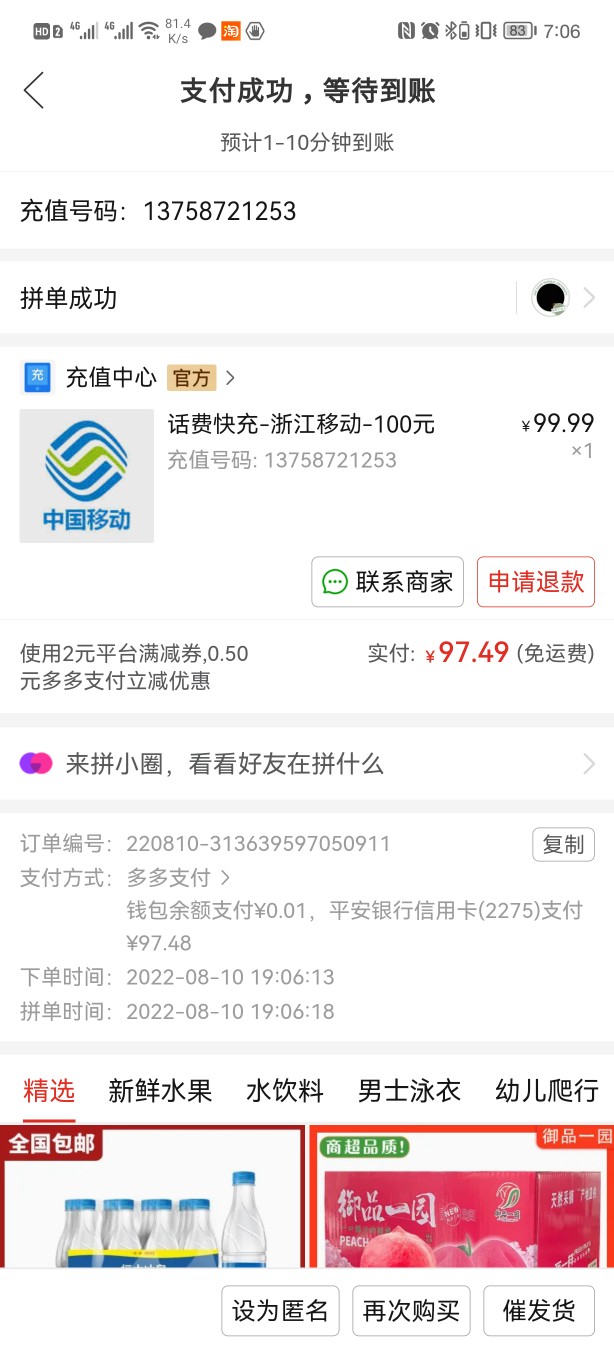 HD 2 4G 4G 81.4 K/s 淘 83 7:06
支付成功，等待到账
预计1-10分钟到账
充值号码：13758721253
拼单成功
充 充值中心 官方
话费快充-浙江移动-100元 ¥99.99
充值号码: 13758721253 ×1
中国移动
联系商家 申请退款
使用2元平台满减券,0.50 实付: ¥97.49 (免运费)
元多多支付立减优惠
来拼小圈，看看好友在拼什么
订单编号：220810-313639597050911 复制
支付方式：多多支付
钱包余额支付¥0.01，平安银行信用卡(2275)支付
¥97.48
下单时间：2022-08-10 19:06:13
拼单时间：2022-08-10 19:06:18
精选 新鲜水果 水饮料 男士泳衣 幼儿爬行
全国包邮 商超品质! 御品一园
御品一园 NEW
PEACH
设为匿名 再次购买 催发货